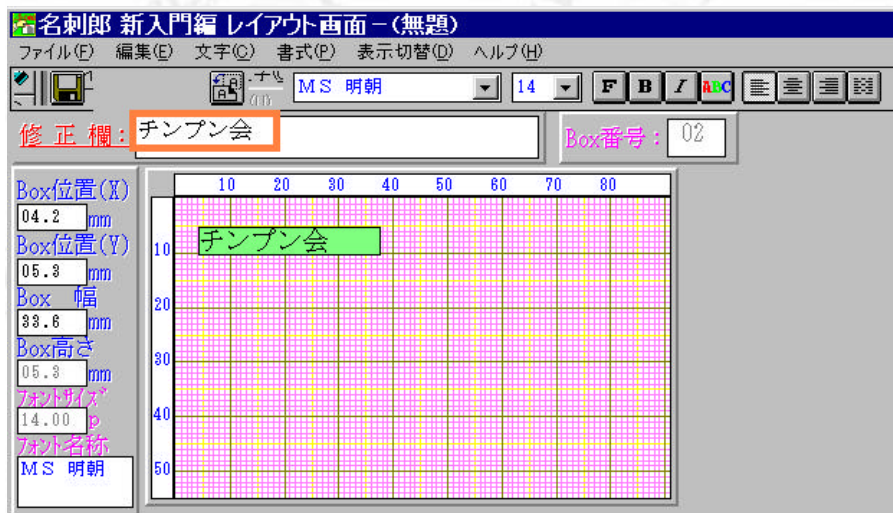 名刺郎 新入門編 レイアウト画面 － (無題)
ファイル(F) 編集(E) 文字(C) 書式(P) 表示切替(D) ヘルプ(H)
ＭＳ 明朝 14 F B I ABC
修正欄: チンプン会 Box番号: 02
Box位置(X)
04.2 mm
Box位置(Y)
05.3 mm
Box 幅
33.6 mm
Box高さ
05.3 mm
フォントサイズ
14.00 p
フォント名称
ＭＳ 明朝
10 20 30 40 50 60 70 80
チンプン会
10
20
30
40
50